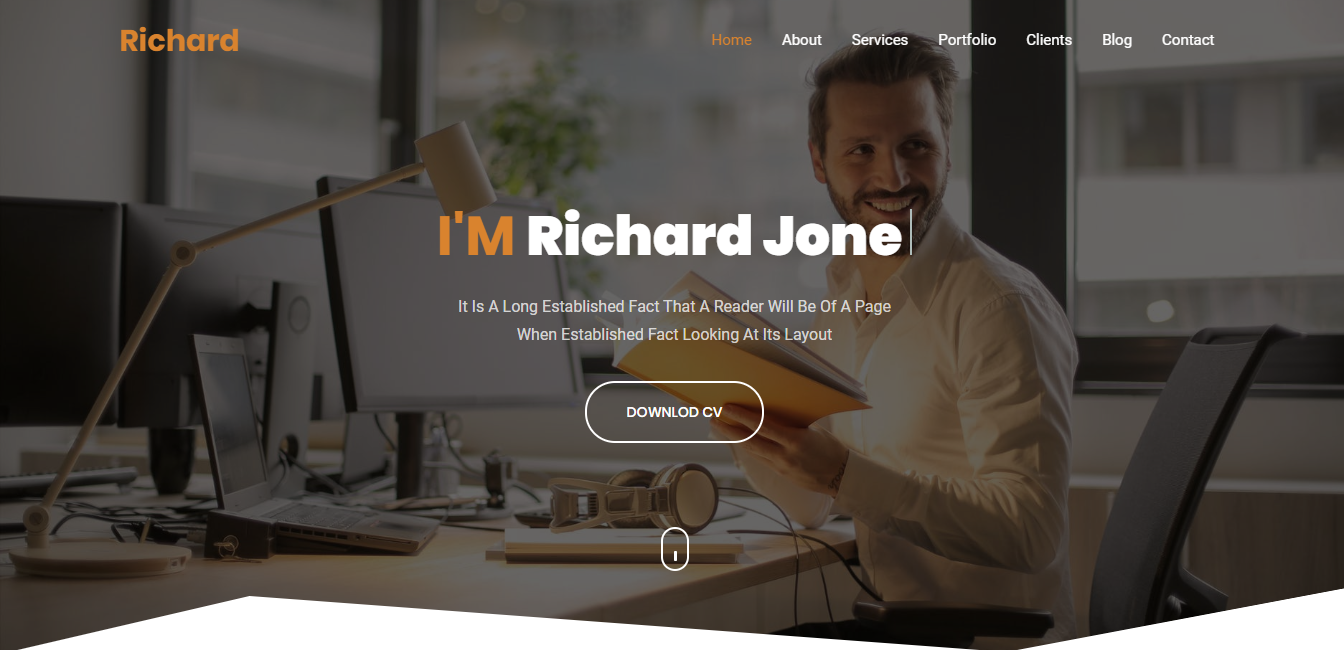 Richard
Home About Services Portfolio Clients Blog Contact
I'M Richard Jone
It Is A Long Established Fact That A Reader Will Be Of A Page
When Established Fact Looking At Its Layout
DOWNLOD CV